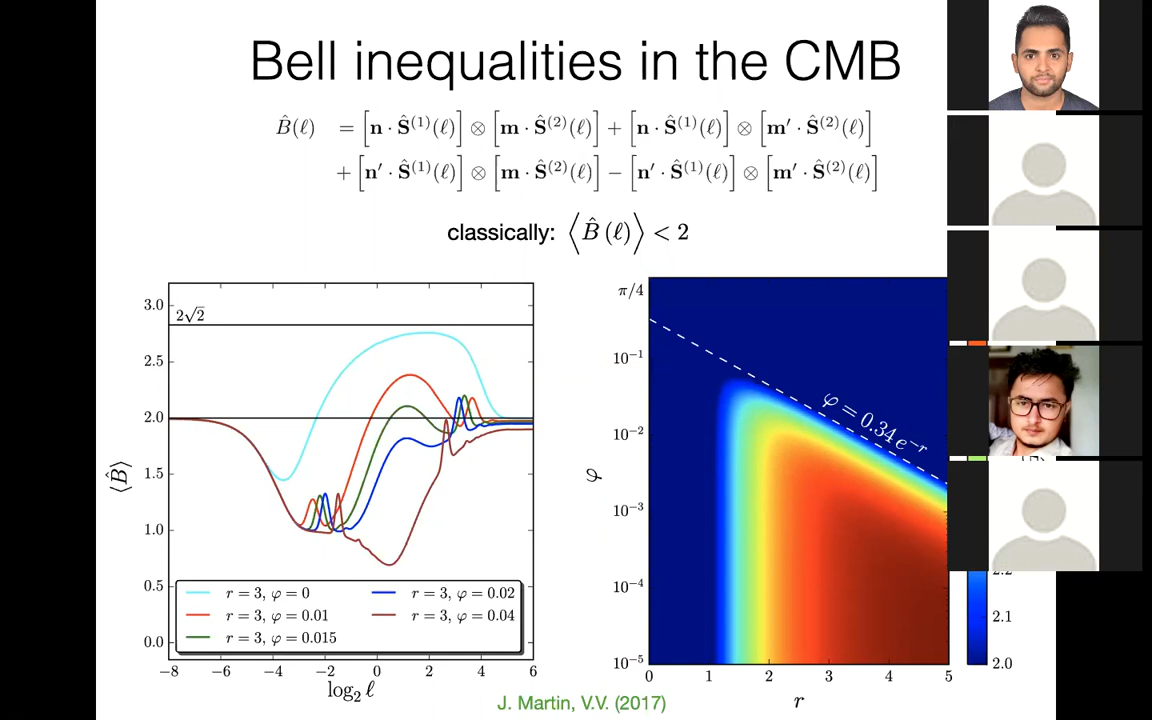 Bell inequalities in the CMB
B̂(ℓ) = [n · Ŝ⁽¹⁾(ℓ)] ⊗ [m · Ŝ⁽²⁾(ℓ)] + [n · Ŝ⁽¹⁾(ℓ)] ⊗ [m′ · Ŝ⁽²⁾(ℓ)]
+ [n′ · Ŝ⁽¹⁾(ℓ)] ⊗ [m · Ŝ⁽²⁾(ℓ)] − [n′ · Ŝ⁽¹⁾(ℓ)] ⊗ [m′ · Ŝ⁽²⁾(ℓ)]
classically: ⟨B̂ (ℓ)⟩ < 2
3.0
2√2
2.5
2.0
1.5
1.0
0.5
0.0
⟨B̂⟩
r = 3, φ = 0
r = 3, φ = 0.01
r = 3, φ = 0.015
r = 3, φ = 0.02
r = 3, φ = 0.04
−8 −6 −4 −2 0 2 4 6
log₂ ℓ
π/4
10⁻¹
10⁻²
10⁻³
10⁻⁴
10⁻⁵
φ
φ = 0.34e⁻ʳ
0 1 2 3 4 5
r
2.2
2.1
2.0
J. Martin, V.V. (2017)